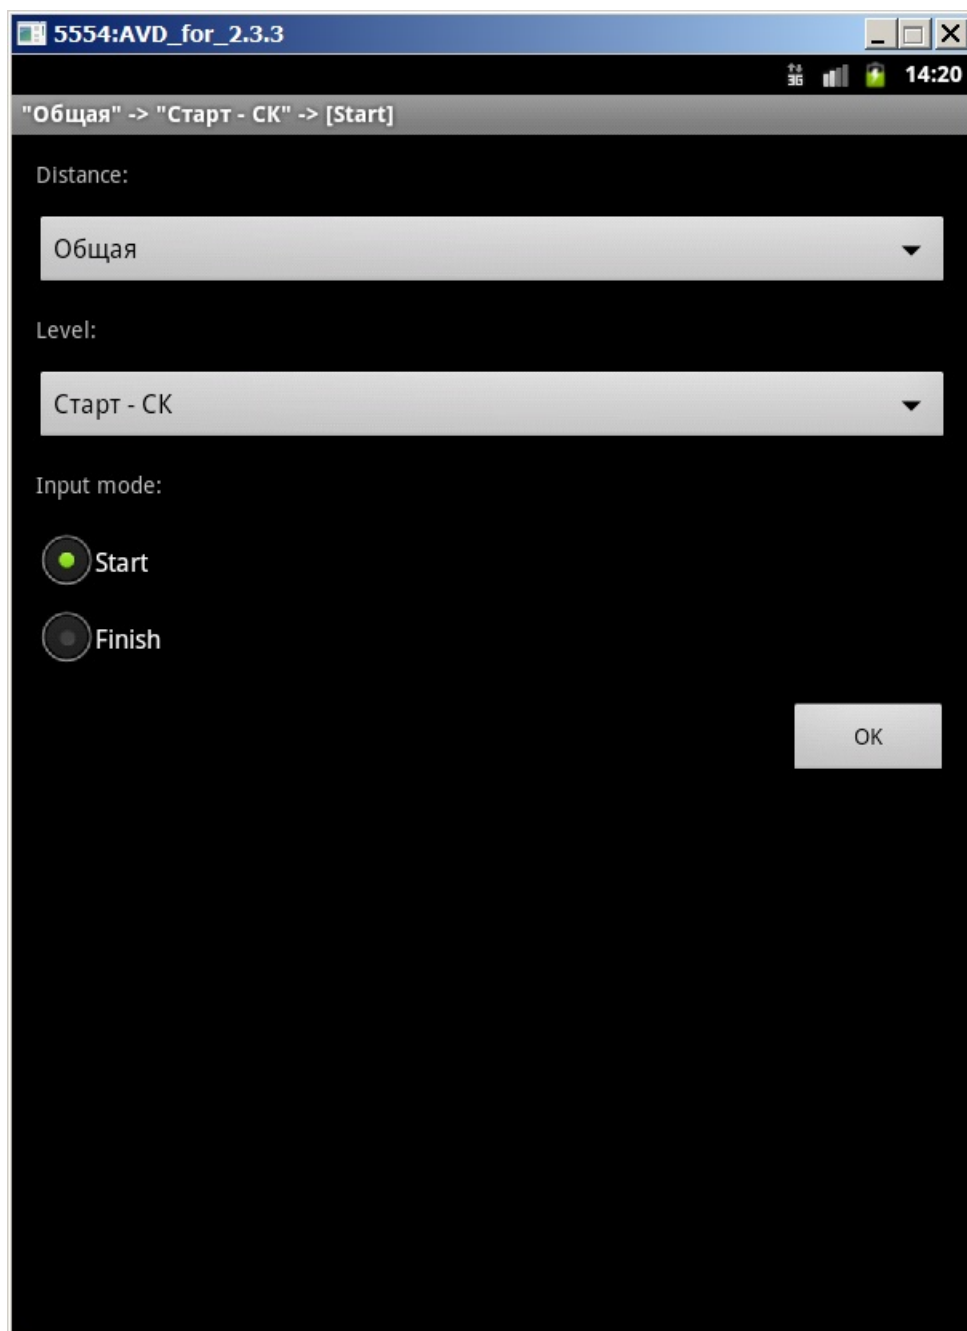 5554:AVD_for_2.3.3
3G 14:20
"Общая" -> "Старт - СК" -> [Start]
Distance:
Общая
Level:
Старт - СК
Input mode:
Start
Finish
OK